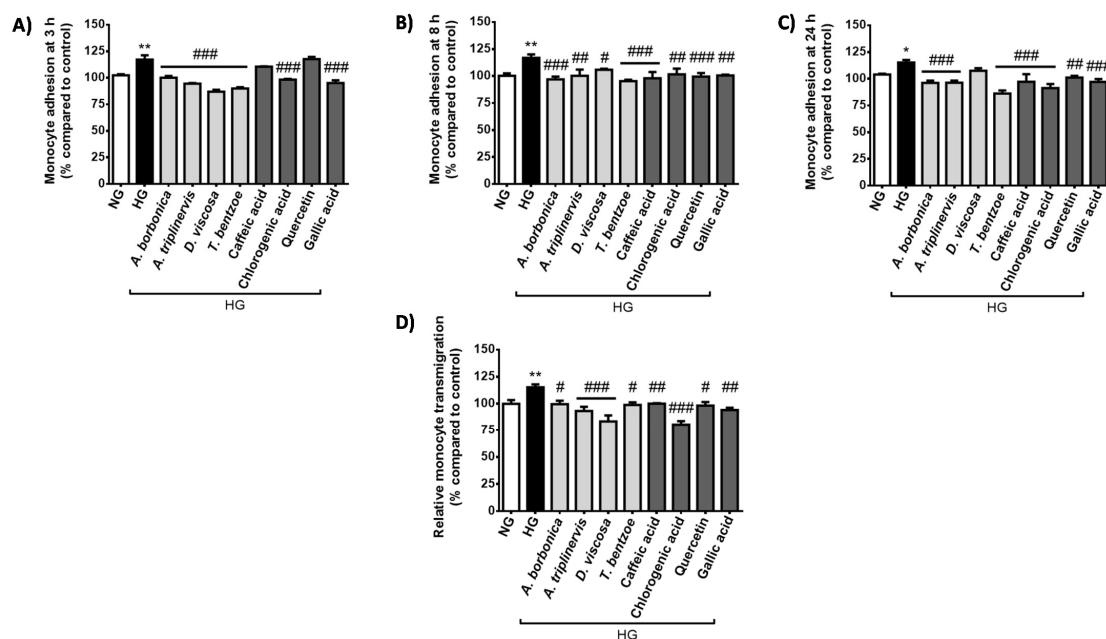 A)
Monocyte adhesion at 3 h
(% compared to control)
150
125
100
75
50
25
0
**
###
###
###
NG
HG
A. borbonica
A. triplinervis
D. viscosa
T. bentzoe
Caffeic acid
Chlorogenic acid
Quercetin
Gallic acid
HG
B)
Monocyte adhesion at 8 h
(% compared to control)
150
125
100
75
50
25
0
**
###
##
#
###
##
###
##
NG
HG
A. borbonica
A. triplinervis
D. viscosa
T. bentzoe
Caffeic acid
Chlorogenic acid
Quercetin
Gallic acid
HG
C)
Monocyte adhesion at 24 h
(% compared to control)
150
125
100
75
50
25
0
*
###
###
##
###
NG
HG
A. borbonica
A. triplinervis
D. viscosa
T. bentzoe
Caffeic acid
Chlorogenic acid
Quercetin
Gallic acid
HG
D)
Relative monocyte transmigration
(% compared to control)
150
125
100
75
50
25
0
**
#
###
#
##
###
#
##
NG
HG
A. borbonica
A. triplinervis
D. viscosa
T. bentzoe
Caffeic acid
Chlorogenic acid
Quercetin
Gallic acid
HG